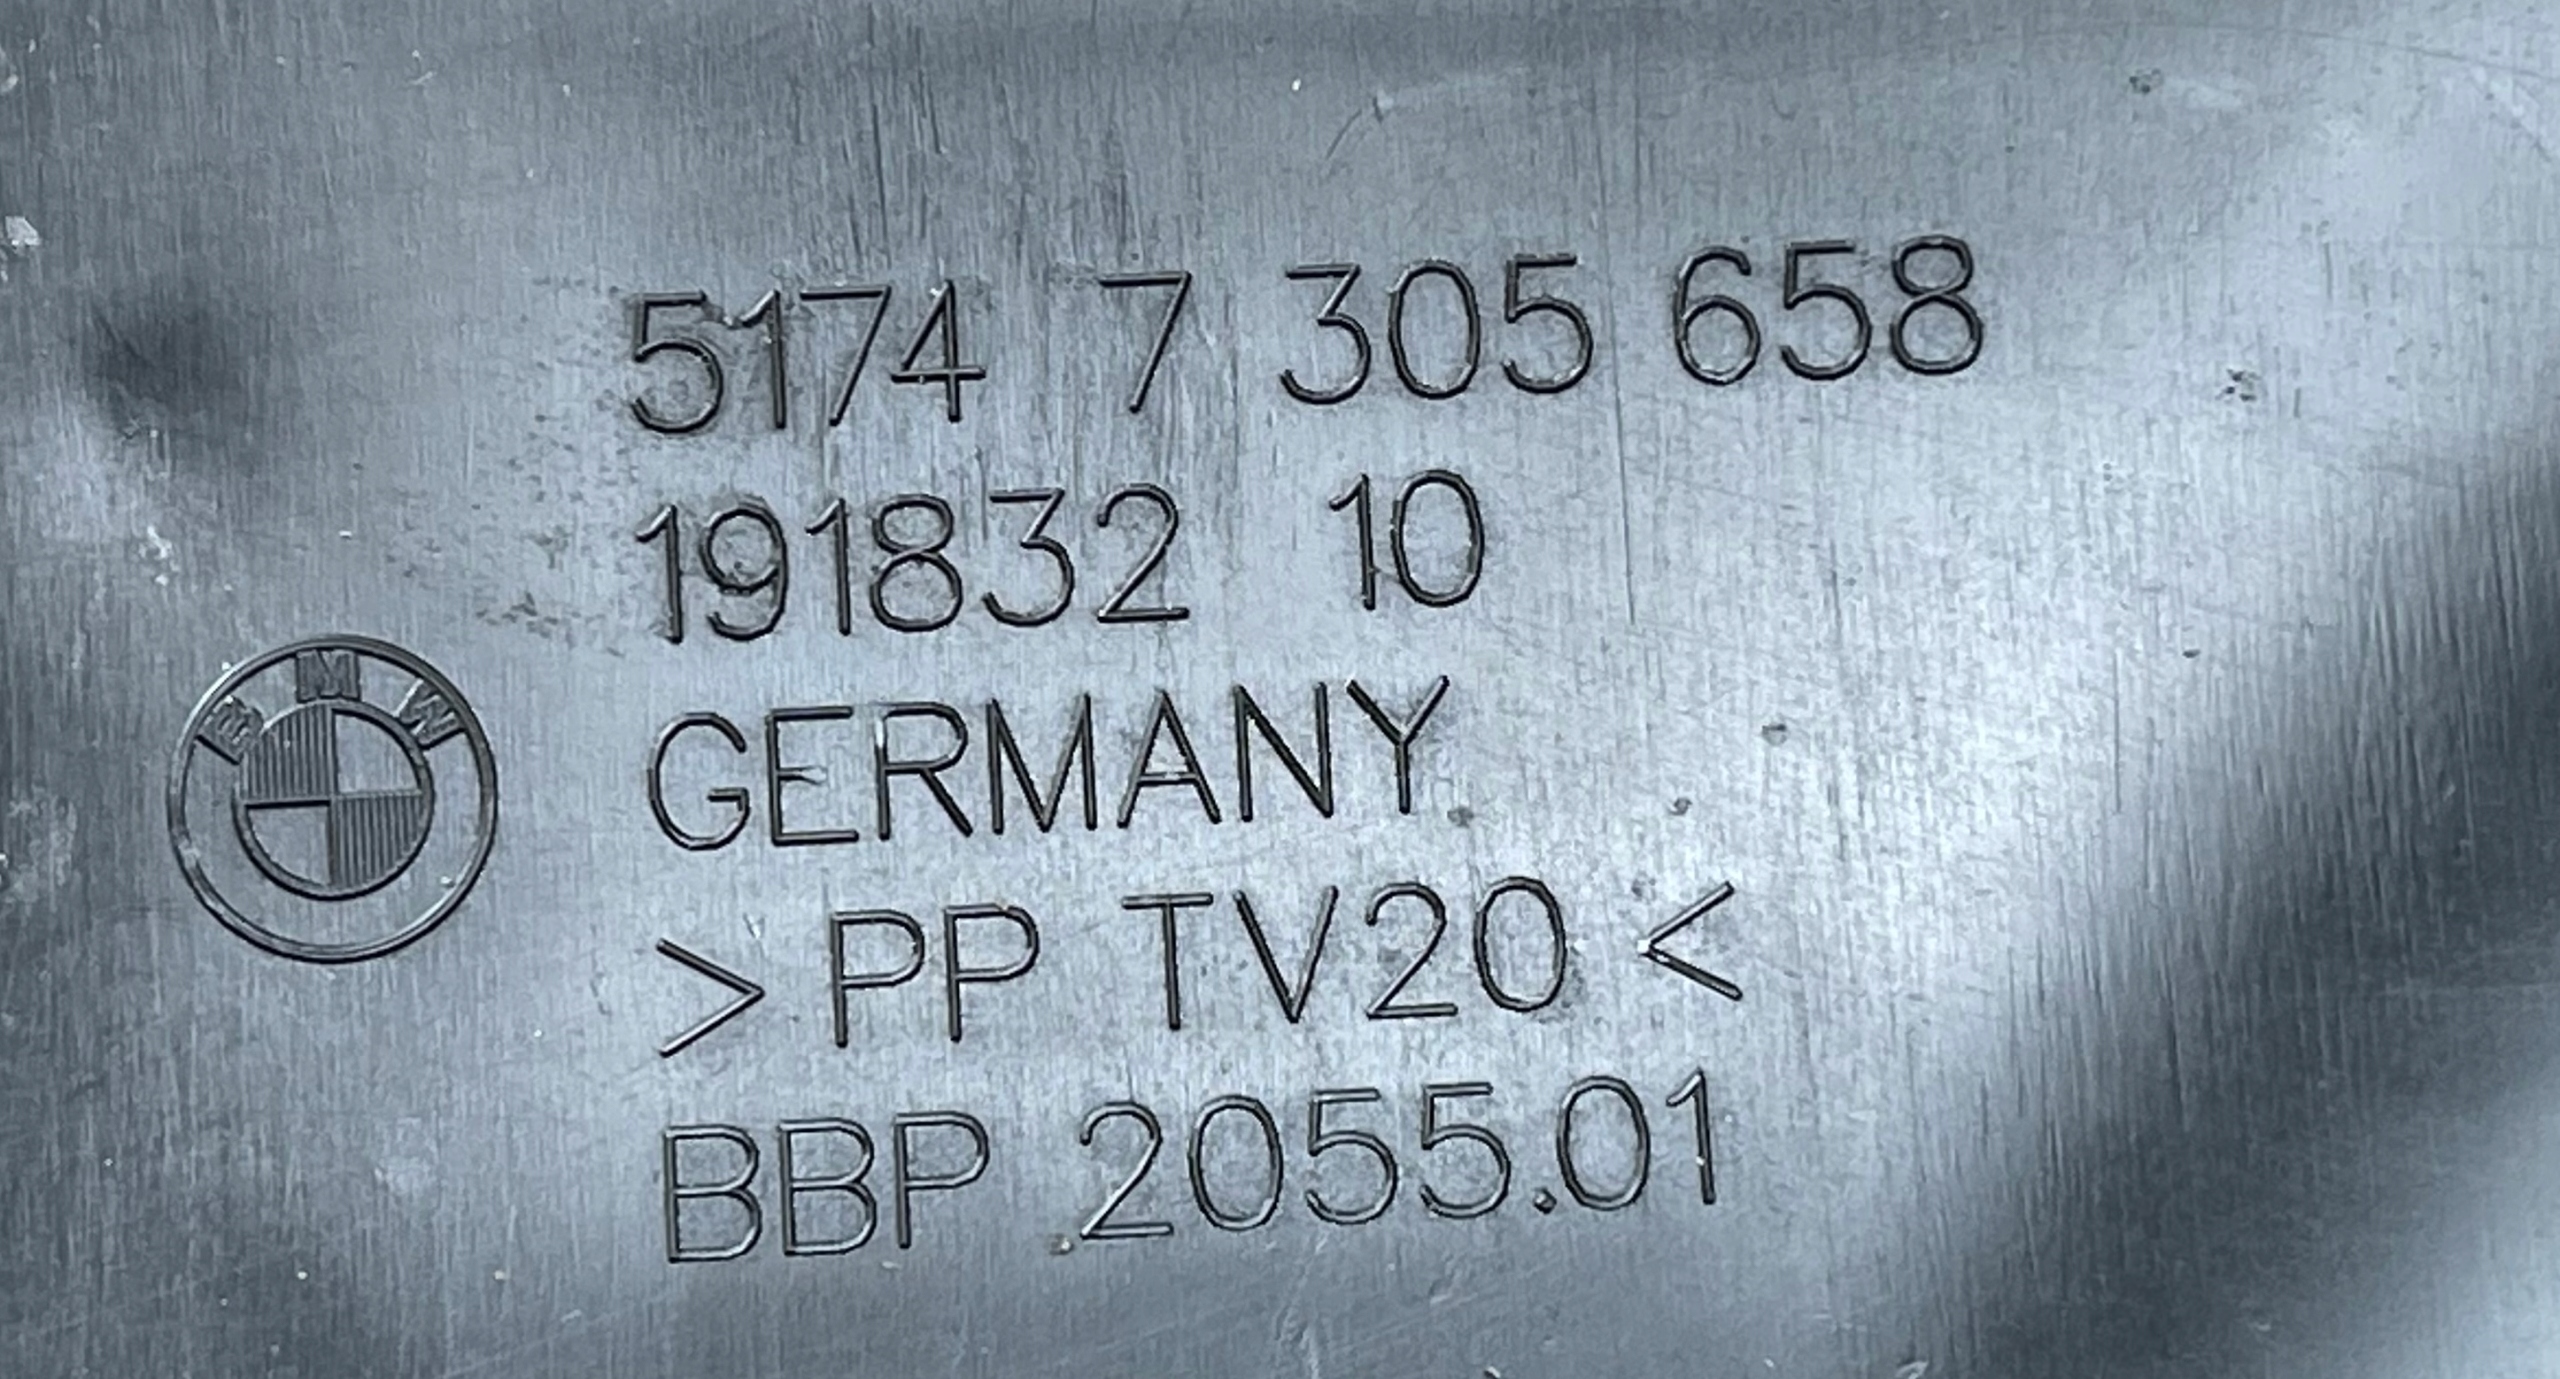 5174 7 305 658
191832 10
BMW
GERMANY
>PP TV20<
BBP 2055.01